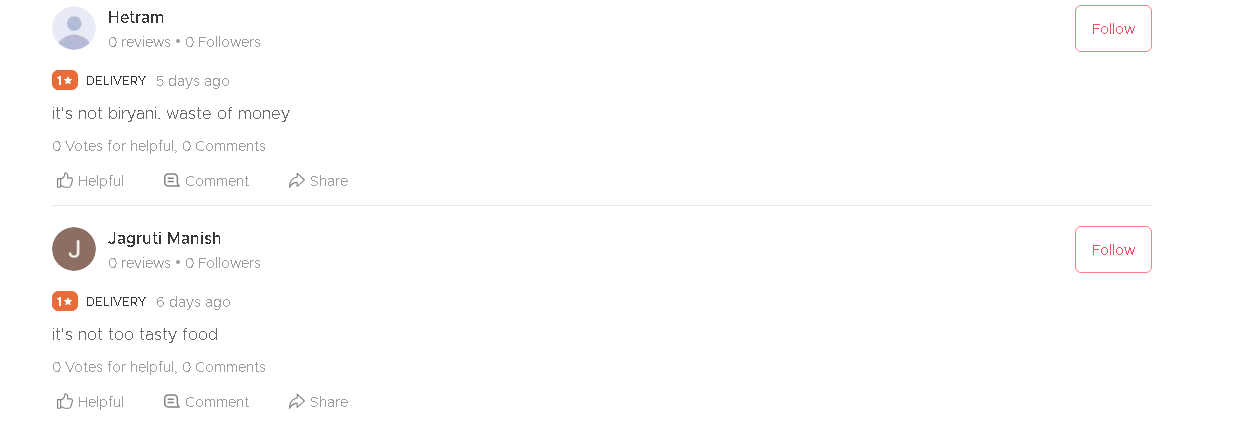 Hetram
0 reviews • 0 Followers
Follow
1★ DELIVERY 5 days ago
it's not biryani. waste of money
0 Votes for helpful, 0 Comments
Helpful Comment Share
J
Jagruti Manish
0 reviews • 0 Followers
Follow
1★ DELIVERY 6 days ago
it's not too tasty food
0 Votes for helpful, 0 Comments
Helpful Comment Share